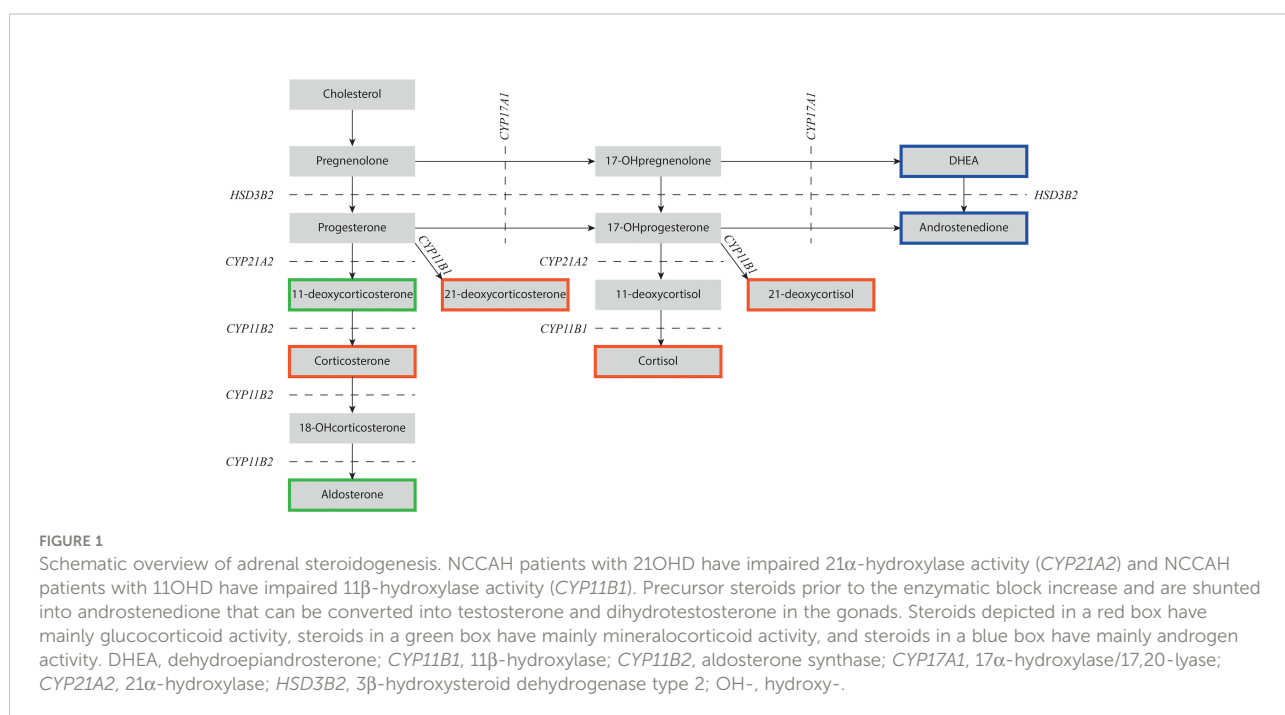 Cholesterol
CYP17A1
CYP17A1
Pregnenolone
17-OHpregnenolone
DHEA
HSD3B2
HSD3B2
Progesterone
17-OHprogesterone
Androstenedione
CYP21A2
CYP11B1
CYP21A2
CYP11B1
11-deoxycorticosterone
21-deoxycorticosterone
11-deoxycortisol
21-deoxycortisol
CYP11B2
CYP11B1
Corticosterone
Cortisol
CYP11B2
18-OHcorticosterone
CYP11B2
Aldosterone
FIGURE 1
Schematic overview of adrenal steroidogenesis. NCCAH patients with 21OHD have impaired 21α-hydroxylase activity (CYP21A2) and NCCAH
patients with 11OHD have impaired 11β-hydroxylase activity (CYP11B1). Precursor steroids prior to the enzymatic block increase and are shunted
into androstenedione that can be converted into testosterone and dihydrotestosterone in the gonads. Steroids depicted in a red box have
mainly glucocorticoid activity, steroids in a green box have mainly mineralocorticoid activity, and steroids in a blue box have mainly androgen
activity. DHEA, dehydroepiandrosterone; CYP11B1, 11β-hydroxylase; CYP11B2, aldosterone synthase; CYP17A1, 17α-hydroxylase/17,20-lyase;
CYP21A2, 21α-hydroxylase; HSD3B2, 3β-hydroxysteroid dehydrogenase type 2; OH-, hydroxy-.